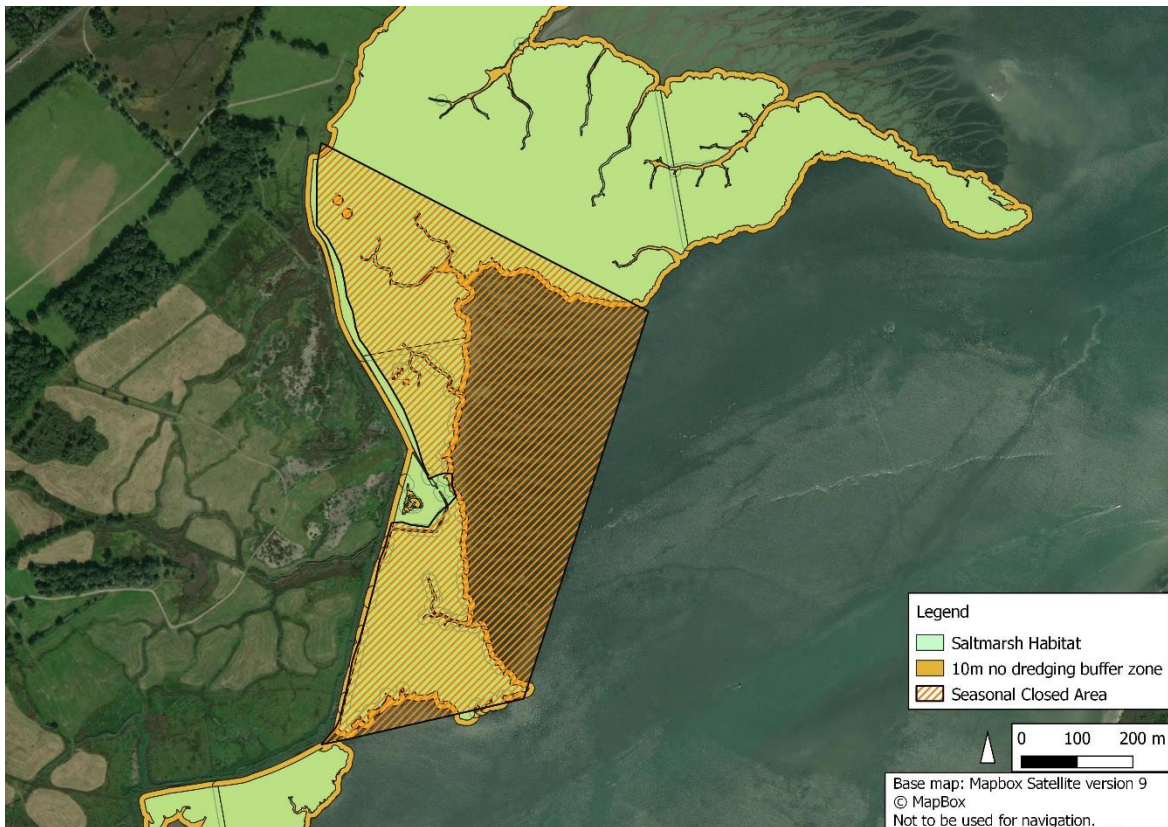 Legend
Saltmarsh Habitat
10m no dredging buffer zone
Seasonal Closed Area
0 100 200 m
Base map: Mapbox Satellite version 9
© MapBox
Not to be used for navigation.